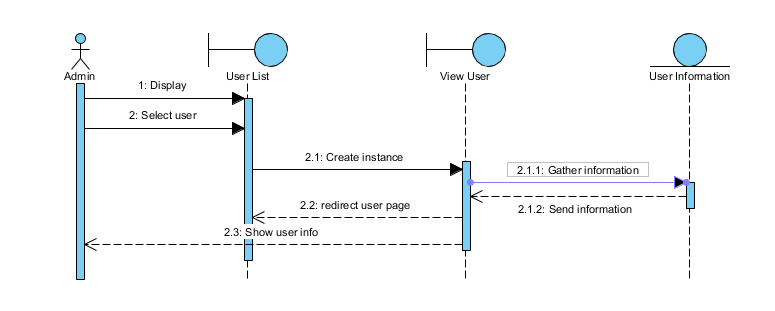 Admin
User List
View User
User Information
1: Display
2: Select user
2.1: Create instance
2.1.1: Gather information
2.1.2: Send information
2.2: redirect user page
2.3: Show user info